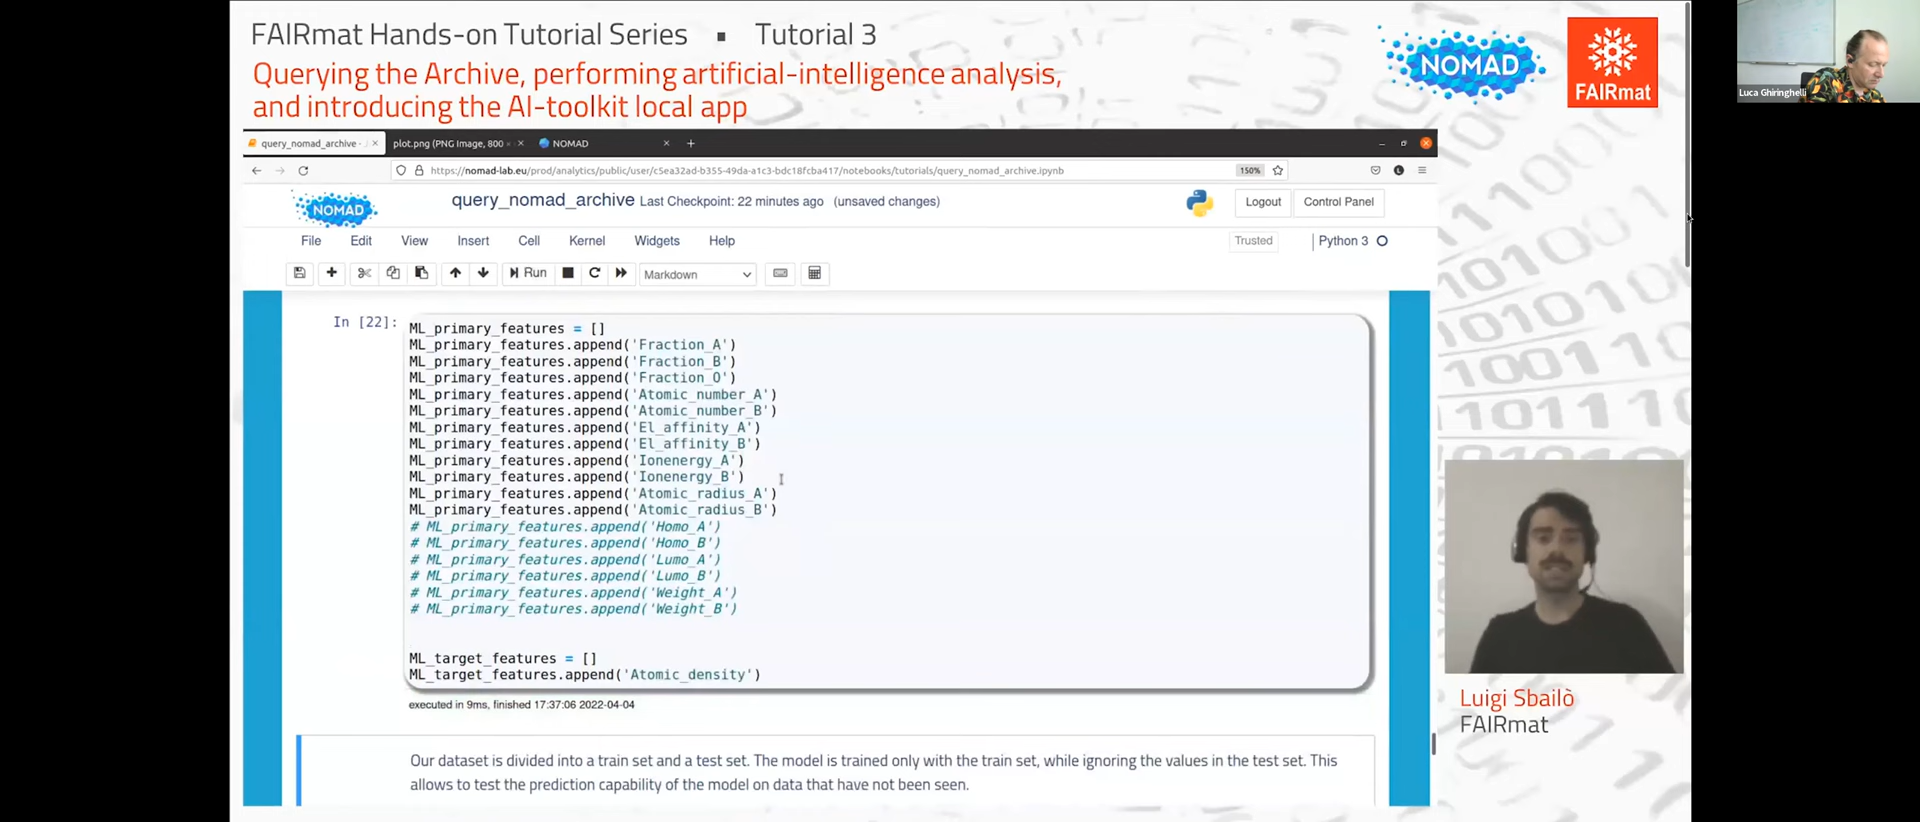 FAIRmat Hands-on Tutorial Series ▪ Tutorial 3
Querying the Archive, performing artificial-intelligence analysis,
and introducing the AI-toolkit local app
NOMAD
FAIRmat
Luca Ghiringhelli
query_nomad_archive -
plot.png (PNG Image, 800 ×
NOMAD
https://nomad-lab.eu/prod/analytics/public/user/c5ea32ad-b355-49da-a1c3-bdc18fcba417/notebooks/tutorials/query_nomad_archive.ipynb
150%
NOMAD
query_nomad_archive Last Checkpoint: 22 minutes ago (unsaved changes)
Logout
Control Panel
File Edit View Insert Cell Kernel Widgets Help
Trusted
Python 3
Run
Markdown
In [22]:
ML_primary_features = []
ML_primary_features.append('Fraction_A')
ML_primary_features.append('Fraction_B')
ML_primary_features.append('Fraction_O')
ML_primary_features.append('Atomic_number_A')
ML_primary_features.append('Atomic_number_B')
ML_primary_features.append('El_affinity_A')
ML_primary_features.append('El_affinity_B')
ML_primary_features.append('Ionenergy_A')
ML_primary_features.append('Ionenergy_B')
ML_primary_features.append('Atomic_radius_A')
ML_primary_features.append('Atomic_radius_B')
# ML_primary_features.append('Homo_A')
# ML_primary_features.append('Homo_B')
# ML_primary_features.append('Lumo_A')
# ML_primary_features.append('Lumo_B')
# ML_primary_features.append('Weight_A')
# ML_primary_features.append('Weight_B')
ML_target_features = []
ML_target_features.append('Atomic_density')
executed in 9ms, finished 17:37:06 2022-04-04
Our dataset is divided into a train set and a test set. The model is trained only with the train set, while ignoring the values in the test set. This
allows to test the prediction capability of the model on data that have not been seen.
Luigi Sbailò
FAIRmat